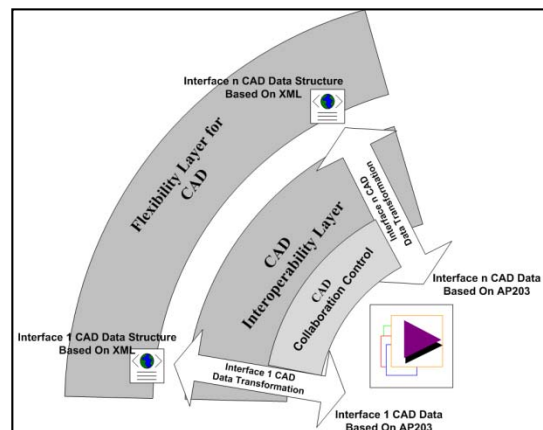 Interface n CAD Data Structure
Based On XML
Flexibility Layer for
CAD
CAD
Interoperability Layer
CAD
Collaboration Control
Interface n CAD
Data Transformation
Interface n CAD Data
Based On AP203
Interface 1 CAD Data Structure
Based On XML
Interface 1 CAD
Data Transformation
Interface 1 CAD Data
Based On AP203